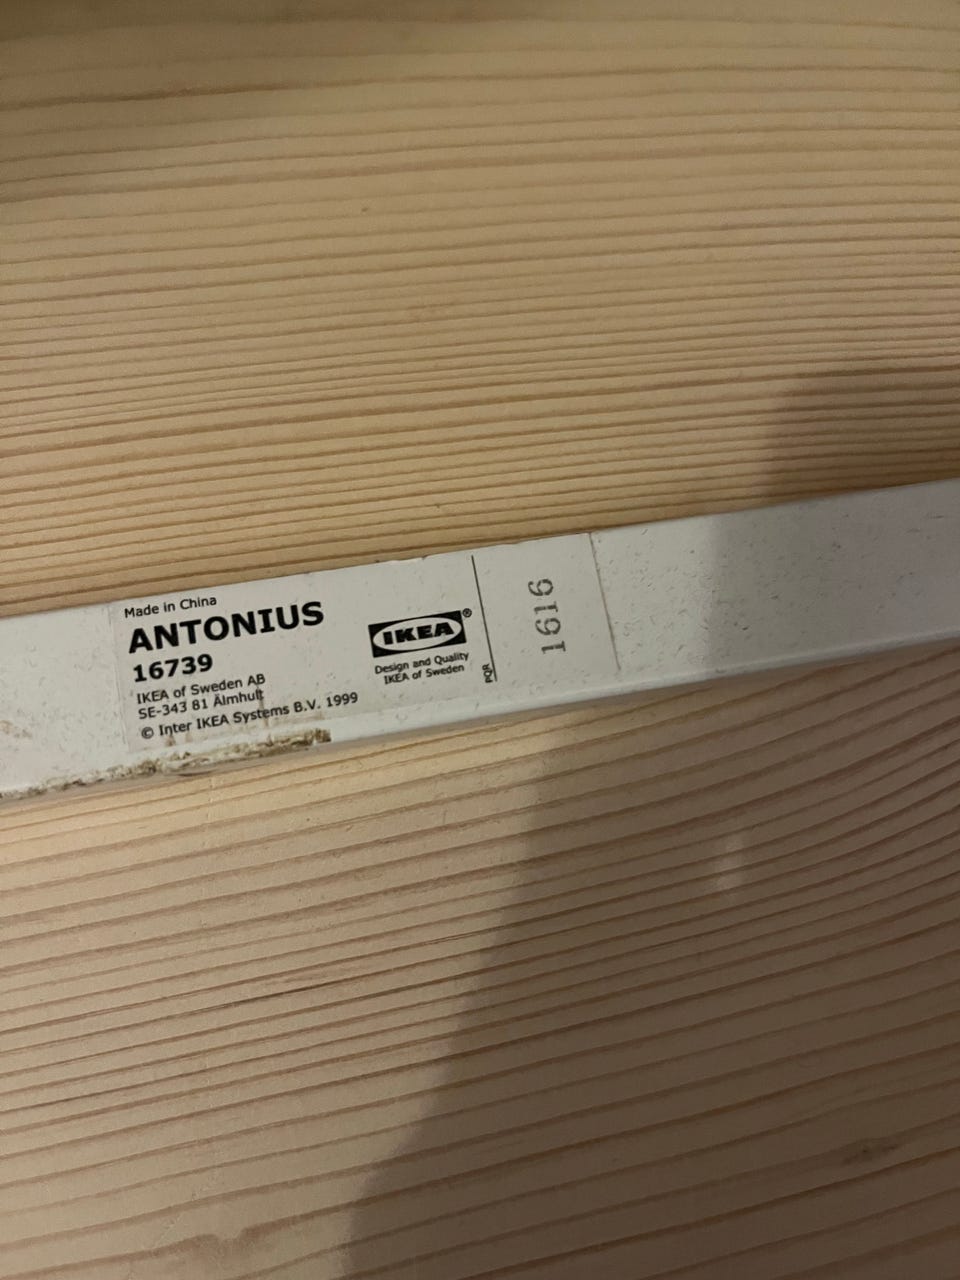 Made in China
ANTONIUS
16739
IKEA of Sweden AB
SE-343 81 Älmhult
© Inter IKEA Systems B.V. 1999
IKEA®
Design and Quality
IKEA of Sweden
PQR
1616